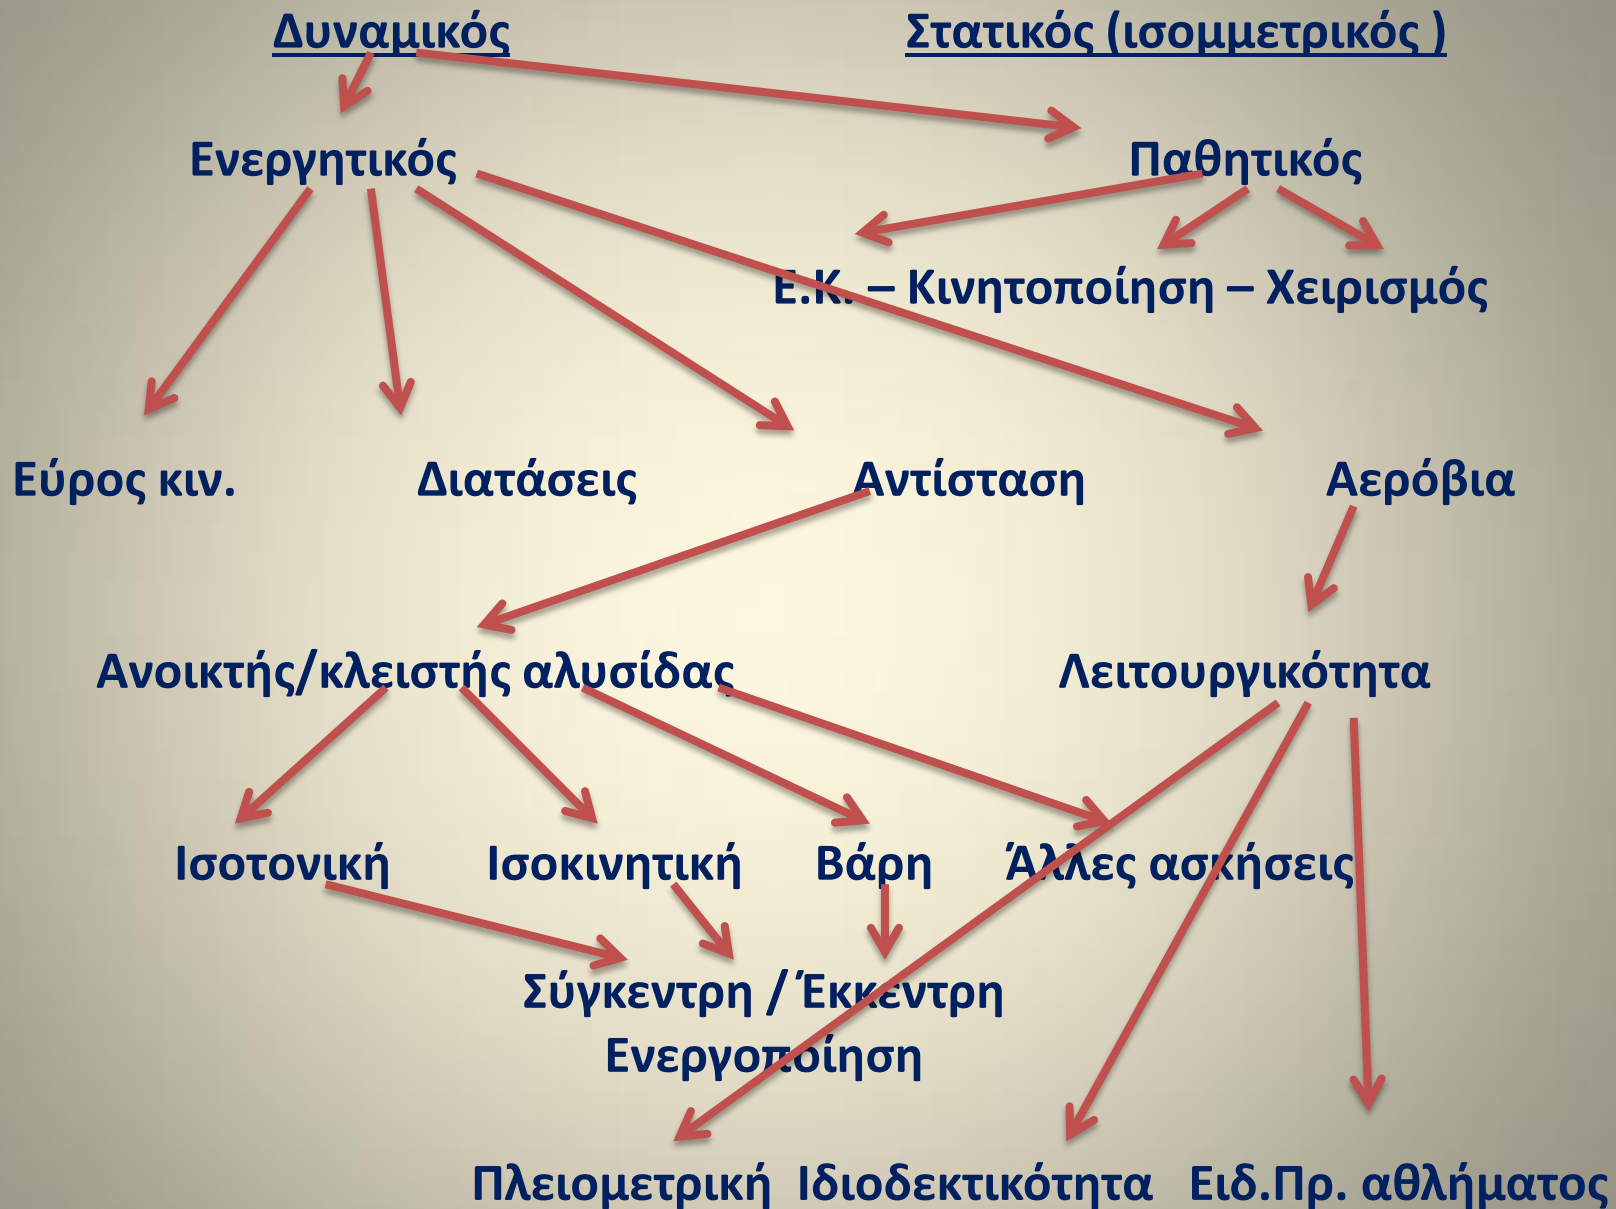 Δυναμικός Στατικός (ισομμετρικός )
Ενεργητικός Παθητικός
Ε.Κ. – Κινητοποίηση – Χειρισμός
Εύρος κιν. Διατάσεις Αντίσταση Αερόβια
Ανοικτής/κλειστής αλυσίδας Λειτουργικότητα
Ισοτονική Ισοκινητική Βάρη Άλλες ασκήσεις
Σύγκεντρη / Έκκεντρη
Ενεργοποίηση
Πλειομετρική Ιδιοδεκτικότητα Ειδ.Πρ. αθλήματος